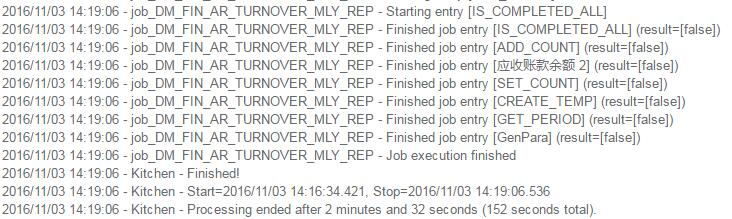 2016/11/03 14:19:06 - job_DM_FIN_AR_TURNOVER_MLY_REP - Starting entry [IS_COMPLETED_ALL]
2016/11/03 14:19:06 - job_DM_FIN_AR_TURNOVER_MLY_REP - Finished job entry [IS_COMPLETED_ALL] (result=[false])
2016/11/03 14:19:06 - job_DM_FIN_AR_TURNOVER_MLY_REP - Finished job entry [ADD_COUNT] (result=[false])
2016/11/03 14:19:06 - job_DM_FIN_AR_TURNOVER_MLY_REP - Finished job entry [应收账款余额 2] (result=[false])
2016/11/03 14:19:06 - job_DM_FIN_AR_TURNOVER_MLY_REP - Finished job entry [SET_COUNT] (result=[false])
2016/11/03 14:19:06 - job_DM_FIN_AR_TURNOVER_MLY_REP - Finished job entry [CREATE_TEMP] (result=[false])
2016/11/03 14:19:06 - job_DM_FIN_AR_TURNOVER_MLY_REP - Finished job entry [GET_PERIOD] (result=[false])
2016/11/03 14:19:06 - job_DM_FIN_AR_TURNOVER_MLY_REP - Finished job entry [GenPara] (result=[false])
2016/11/03 14:19:06 - job_DM_FIN_AR_TURNOVER_MLY_REP - Job execution finished
2016/11/03 14:19:06 - Kitchen - Finished!
2016/11/03 14:19:06 - Kitchen - Start=2016/11/03 14:16:34.421, Stop=2016/11/03 14:19:06.536
2016/11/03 14:19:06 - Kitchen - Processing ended after 2 minutes and 32 seconds (152 seconds total).